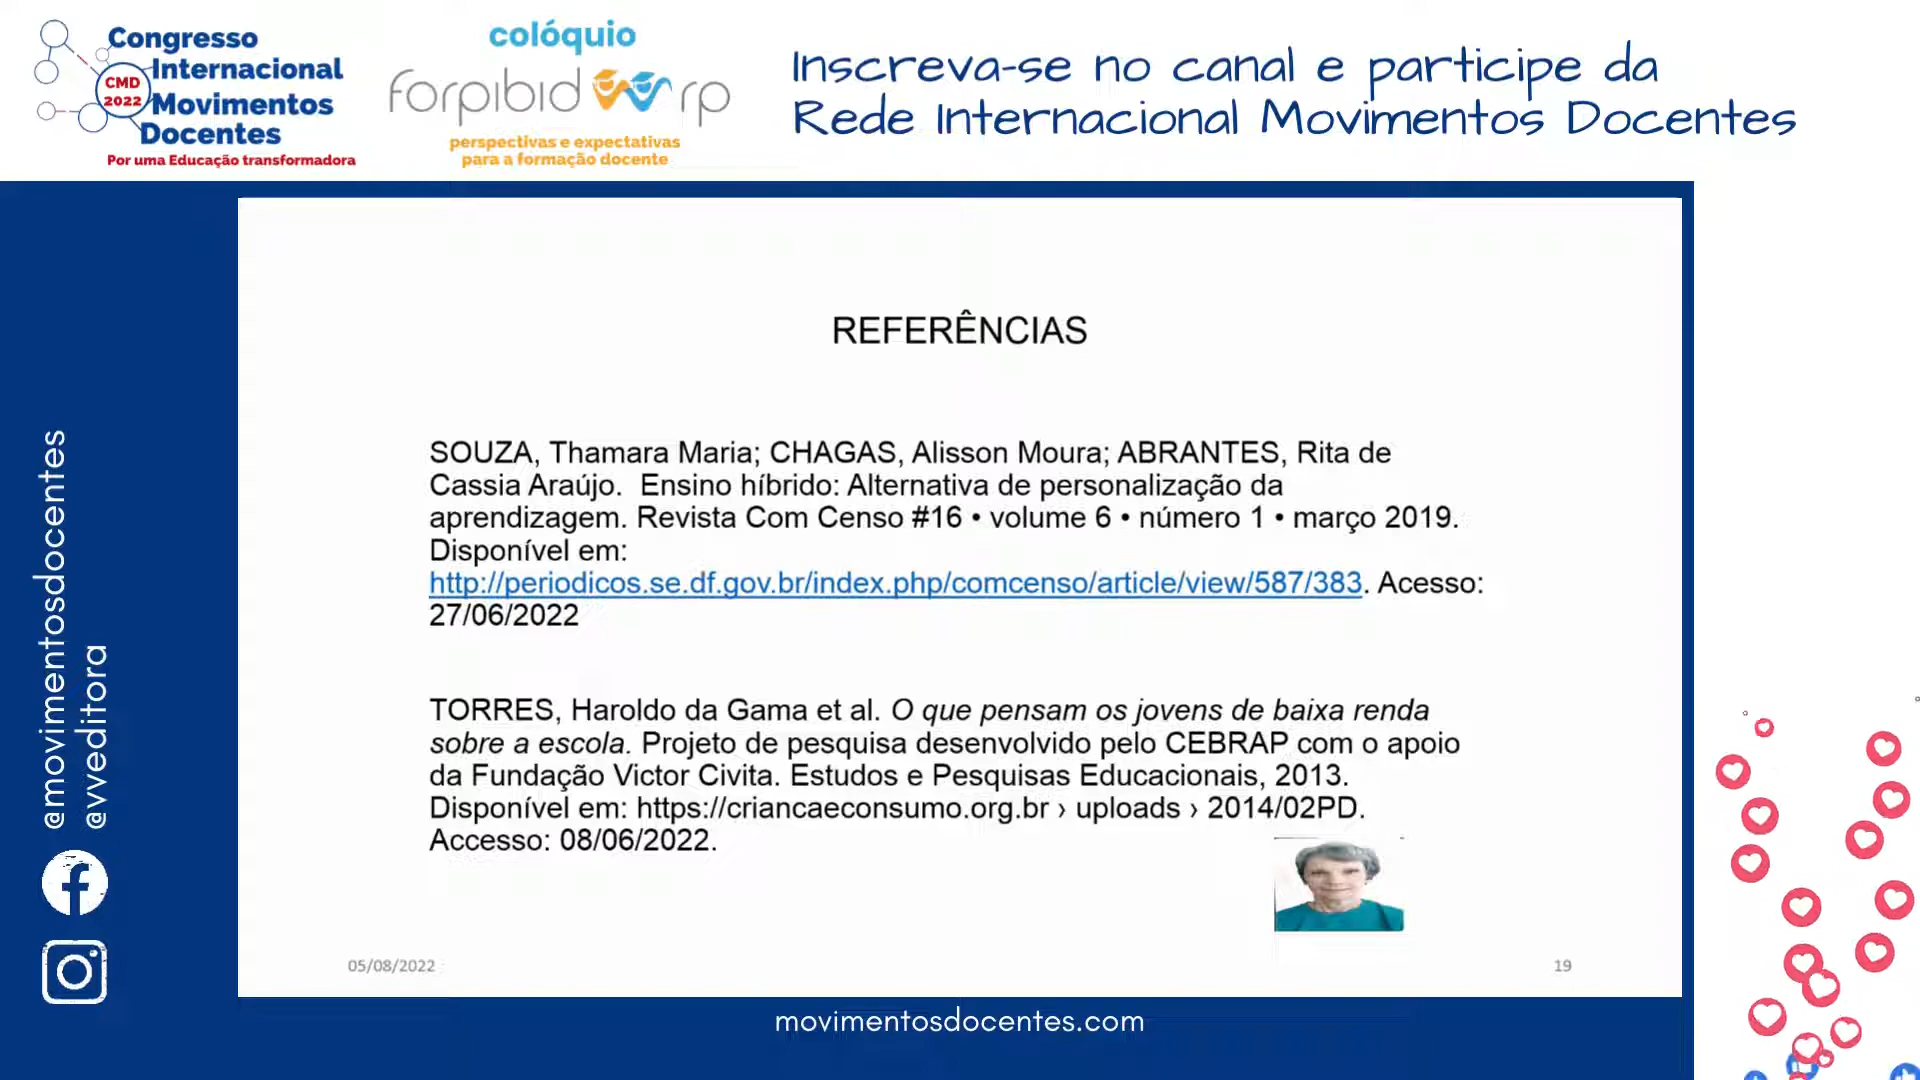 Congresso
Internacional
CMD
2022
Movimentos
Docentes
Por uma Educação transformadora
colóquio
forpibid rp
perspectivas e expectativas
para a formação docente
Inscreva-se no canal e participe da
Rede Internacional Movimentos Docentes
@movimentosdocentes
@vveditora
REFERÊNCIAS
SOUZA, Thamara Maria; CHAGAS, Alisson Moura; ABRANTES, Rita de
Cassia Araújo.  Ensino híbrido: Alternativa de personalização da
aprendizagem. Revista Com Censo #16 • volume 6 • número 1 • março 2019.
Disponível em:
http://periodicos.se.df.gov.br/index.php/comcenso/article/view/587/383. Acesso:
27/06/2022
TORRES, Haroldo da Gama et al. O que pensam os jovens de baixa renda
sobre a escola. Projeto de pesquisa desenvolvido pelo CEBRAP com o apoio
da Fundação Victor Civita. Estudos e Pesquisas Educacionais, 2013.
Disponível em: https://criancaeconsumo.org.br › uploads › 2014/02PD.
Accesso: 08/06/2022.
05/08/2022
19
movimentosdocentes.com